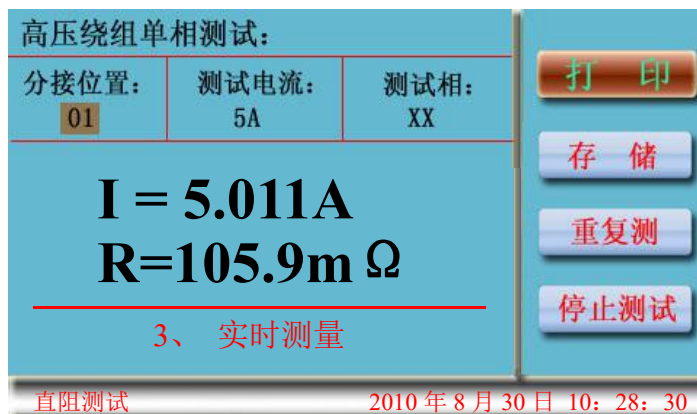 高压绕组单相测试：
分接位置： 测试电流： 测试相：
01 5A XX
I = 5.011A
R=105.9mΩ
3、 实时测量
打 印
存 储
重复测
停止测试
直阻测试 2010 年 8 月 30 日 10：28：30